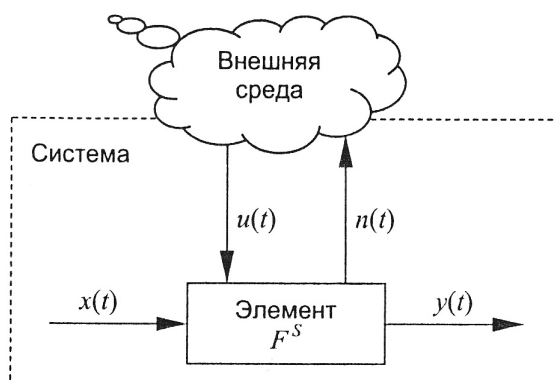 Внешняя
среда
Система
u(t)
n(t)
x(t)
Элемент
F^S
y(t)